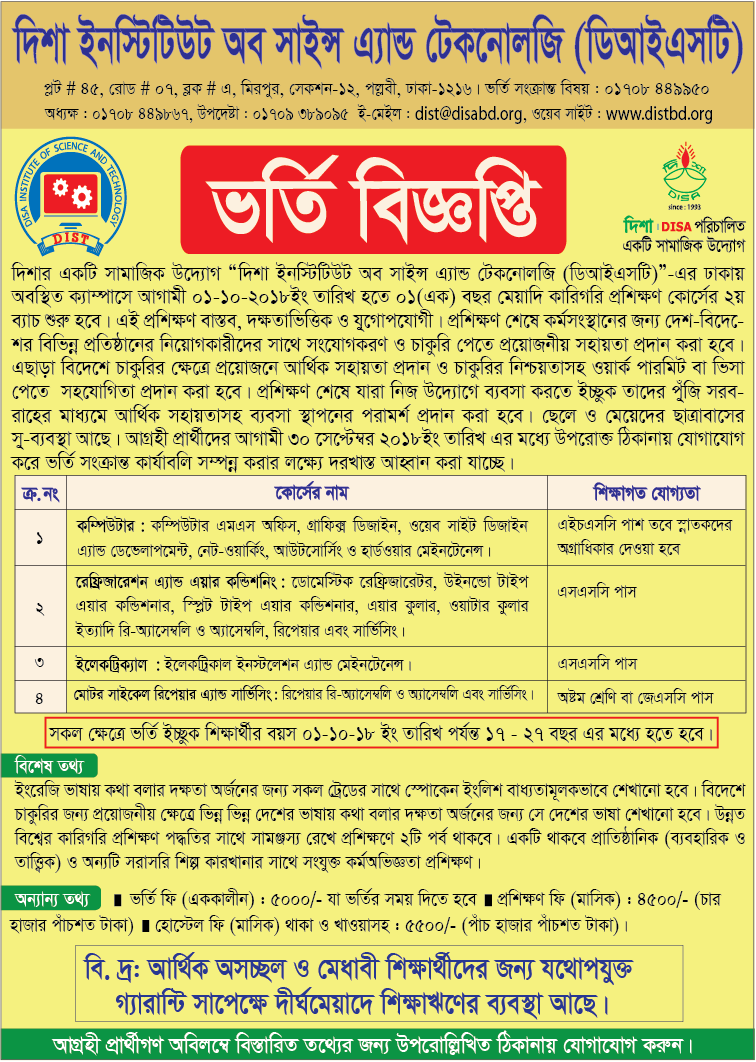 দিশা ইনস্টিটিউট অব সাইন্স এ্যান্ড টেকনোলজি (ডিআইএসটি)
প্লট # ৪৫, রোড # ০৭, ব্লক # এ, মিরপুর, সেকশন-১২, পল্লবী, ঢাকা-১২১৬। ভর্তি সংক্রান্ত বিষয় : ০১৭০৮ ৪৪৯৯৫০
অধ্যক্ষ : ০১৭০৮ ৪৪৯৮৬৭, উপদেষ্টা : ০১৭০৯ ৩৮৯০৯৫ ই-মেইল : dist@disabd.org, ওয়েব সাইট : www.distbd.org
DISA INSTITUTE OF SCIENCE AND TECHNOLOGY
DIST
ভর্তি বিজ্ঞপ্তি
দিশা
DISA
since : 1993
দিশা : DISA পরিচালিত
একটি সামাজিক উদ্যোগ
দিশার একটি সামাজিক উদ্যোগ “দিশা ইনস্টিটিউট অব সাইন্স এ্যান্ড টেকনোলজি (ডিআইএসটি)”-এর ঢাকায়
অবস্থিত ক্যাম্পাসে আগামী ০১-১০-২০১৮ইং তারিখ হতে ০১(এক) বছর মেয়াদি কারিগরি প্রশিক্ষণ কোর্সের ২য়
ব্যাচ শুরু হবে। এই প্রশিক্ষণ বাস্তব, দক্ষতাভিত্তিক ও যুগোপযোগী। প্রশিক্ষণ শেষে কর্মসংস্থানের জন্য দেশ-বিদে-
শের বিভিন্ন প্রতিষ্ঠানের নিয়োগকারীদের সাথে সংযোগকরণ ও চাকুরি পেতে প্রয়োজনীয় সহায়তা প্রদান করা হবে।
এছাড়া বিদেশে চাকুরির ক্ষেত্রে প্রয়োজনে আর্থিক সহায়তা প্রদান ও চাকুরির নিশ্চয়তাসহ ওয়ার্ক পারমিট বা ভিসা
পেতে সহযোগিতা প্রদান করা হবে। প্রশিক্ষণ শেষে যারা নিজ উদ্যোগে ব্যবসা করতে ইচ্ছুক তাদের পুঁজি সরব-
রাহের মাধ্যমে আর্থিক সহায়তাসহ ব্যবসা স্থাপনের পরামর্শ প্রদান করা হবে। ছেলে ও মেয়েদের ছাত্রাবাসের
সু-ব্যবস্থা আছে। আগ্রহী প্রার্থীদের আগামী ৩০ সেপ্টেম্বর ২০১৮ইং তারিখ এর মধ্যে উপরোক্ত ঠিকানায় যোগাযোগ
করে ভর্তি সংক্রান্ত কার্যাবলি সম্পন্ন করার লক্ষ্যে দরখাস্ত আহ্বান করা যাচ্ছে।
ক্র. নং কোর্সের নাম শিক্ষাগত যোগ্যতা
১ কম্পিউটার : কম্পিউটার এমএস অফিস, গ্রাফিক্স ডিজাইন, ওয়েব সাইট ডিজাইন এইচএসসি পাশ তবে স্নাতকদের
এ্যান্ড ডেভেলাপমেন্ট, নেট-ওয়ার্কিং, আউটসোর্সিং ও হার্ডওয়ার মেইনটেনেন্স। অগ্রাধিকার দেওয়া হবে
২ রেফ্রিজারেশন এ্যান্ড এয়ার কন্ডিশনিং : ডোমেস্টিক রেফ্রিজারেটর, উইনন্ডো টাইপ এসএসসি পাস
এয়ার কন্ডিশনার, স্প্লিট টাইপ এয়ার কন্ডিশনার, এয়ার কুলার, ওয়াটার কুলার
ইত্যাদি রি-অ্যাসেম্বলি ও অ্যাসেম্বলি, রিপেয়ার এবং সার্ভিসিং।
৩ ইলেকট্রিক্যাল : ইলেকট্রিকাল ইনস্টলেশন এ্যান্ড মেইনটেনেন্স। এসএসসি পাস
৪ মোটর সাইকেল রিপেয়ার এ্যান্ড সার্ভিসিং: রিপেয়ার রি-অ্যাসেম্বলি ও অ্যাসেম্বলি এবং সার্ভিসিং। অষ্টম শ্রেণি বা জেএসসি পাস
সকল ক্ষেত্রে ভর্তি ইচ্ছুক শিক্ষার্থীর বয়স ০১-১০-১৮ ইং তারিখ পর্যন্ত ১৭ - ২৭ বছর এর মধ্যে হতে হবে।
বিশেষ তথ্য
ইংরেজি ভাষায় কথা বলার দক্ষতা অর্জনের জন্য সকল ট্রেডের সাথে স্পোকেন ইংলিশ বাধ্যতামূলকভাবে শেখানো হবে। বিদেশে
চাকুরির জন্য প্রয়োজনীয় ক্ষেত্রে ভিন্ন ভিন্ন দেশের ভাষায় কথা বলার দক্ষতা অর্জনের জন্য সে দেশের ভাষা শেখানো হবে। উন্নত
বিশ্বের কারিগরি প্রশিক্ষণ পদ্ধতির সাথে সামঞ্জস্য রেখে প্রশিক্ষণে ২টি পর্ব থাকবে। একটি থাকবে প্রাতিষ্ঠানিক (ব্যবহারিক ও
তাত্ত্বিক) ও অন্যটি সরাসরি শিল্প কারখানার সাথে সংযুক্ত কর্মঅভিজ্ঞতা প্রশিক্ষণ।
অন্যান্য তথ্য ■ ভর্তি ফি (এককালীন) : ৫০০০/- যা ভর্তির সময় দিতে হবে ■ প্রশিক্ষণ ফি (মাসিক) : ৪৫০০/- (চার
হাজার পাঁচশত টাকা) ■ হোস্টেল ফি (মাসিক) থাকা ও খাওয়াসহ : ৫৫০০/- (পাঁচ হাজার পাঁচশত টাকা)।
বি. দ্র: আর্থিক অসচ্ছল ও মেধাবী শিক্ষার্থীদের জন্য যথোপযুক্ত
গ্যারান্টি সাপেক্ষে দীর্ঘমেয়াদে শিক্ষাঋণের ব্যবস্থা আছে।
আগ্রহী প্রার্থীগণ অবিলম্বে বিস্তারিত তথ্যের জন্য উপরোল্লিখিত ঠিকানায় যোগাযোগ করুন।